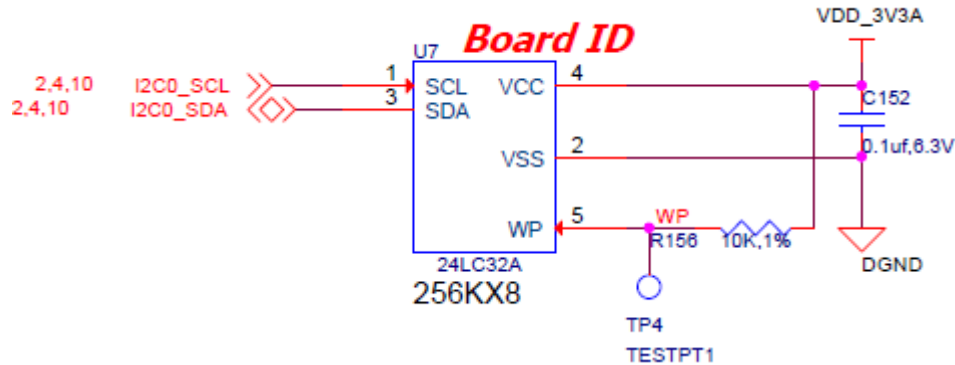 Board ID
VDD_3V3A
U7
2,4,10 I2C0_SCL 1 SCL VCC 4
2,4,10 I2C0_SDA 3 SDA
C152
0.1uf,6.3V
VSS 2
WP 5 WP
R156 10K,1%
24LC32A
256KX8
DGND
TP4
TESTPT1